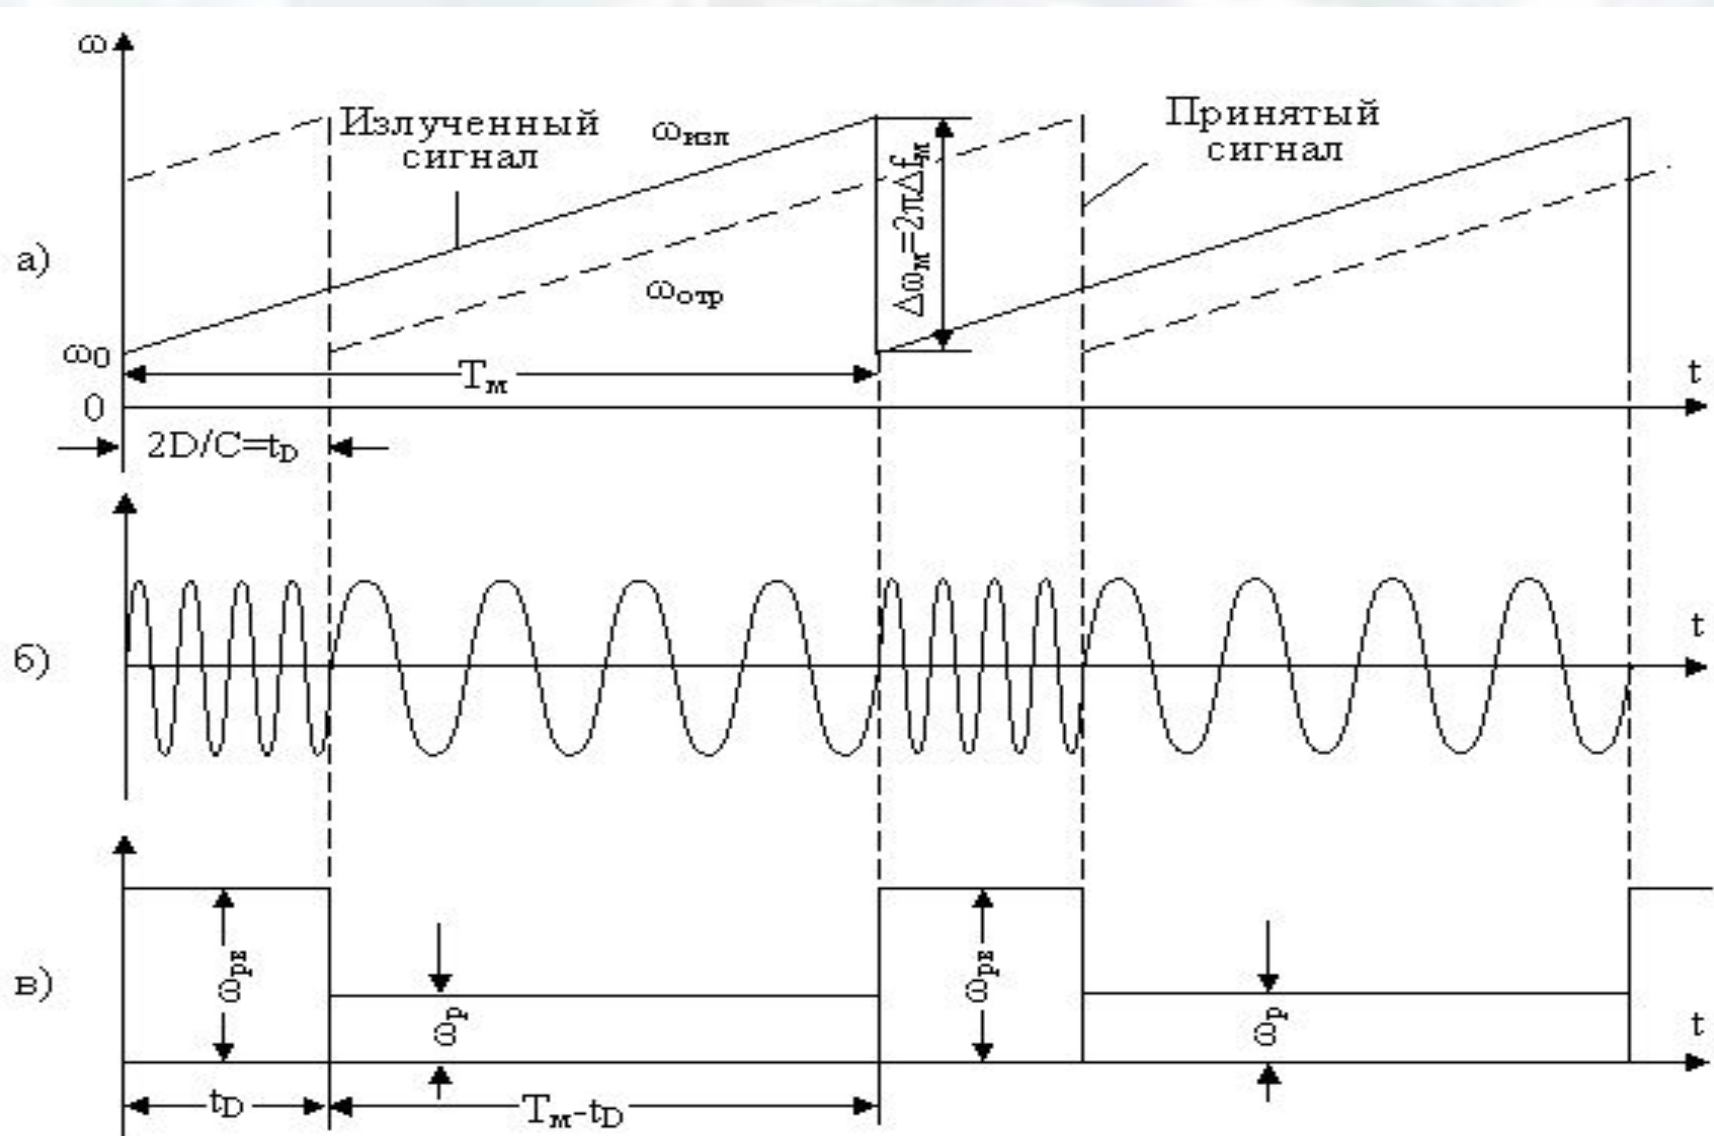 ω
Излученный
сигнал
ωизл
Принятый
сигнал
Δωм=2πΔfм
а)
ωотр
ω0
Tм
t
0
2D/C=tD
б)
t
в)
ωрв
ωр
ωрв
ωр
t
tD
Tм-tD